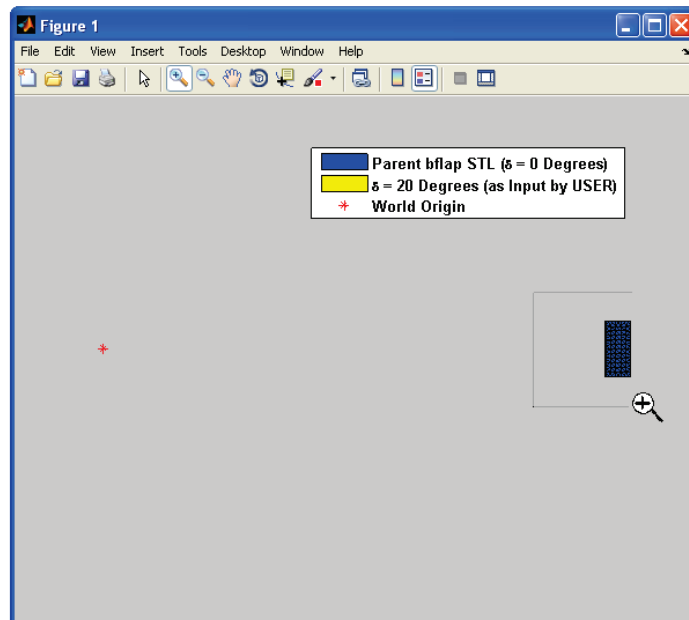 Figure 1
File Edit View Insert Tools Desktop Window Help
Parent bflap STL (δ = 0 Degrees)
δ = 20 Degrees (as Input by USER)
World Origin